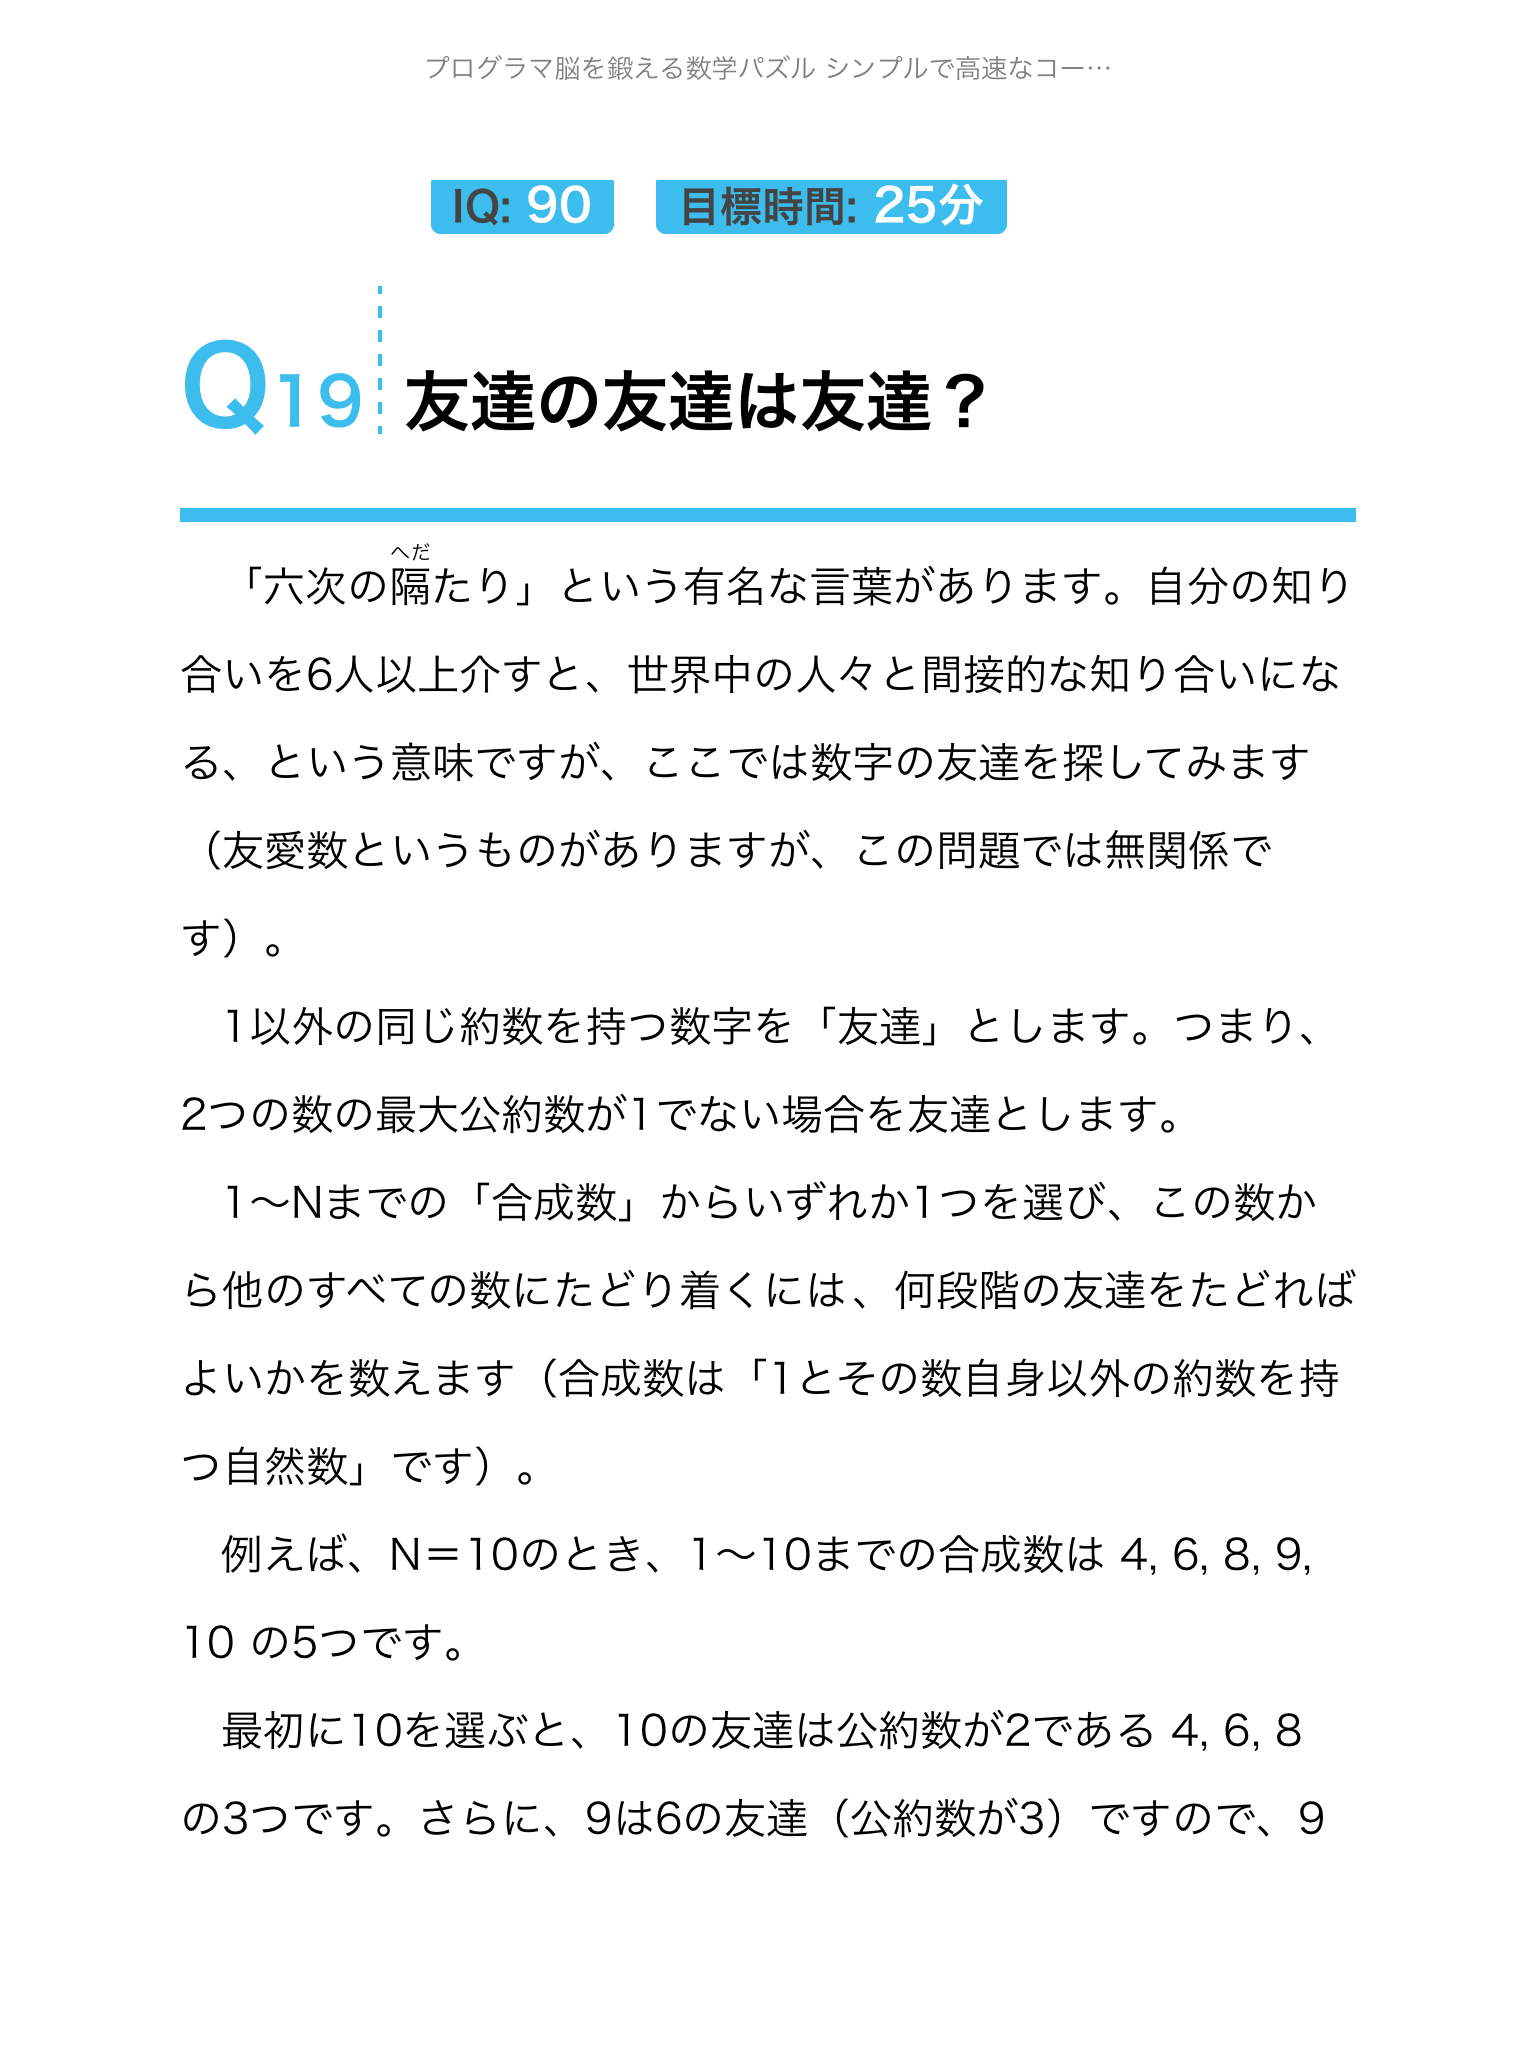 プログラマ脳を鍛える数学パズル シンプルで高速なコー…
IQ: 90 目標時間: 25分
Q19 友達の友達は友達？
へだ
「六次の隔たり」という有名な言葉があります。自分の知り
合いを6人以上介すと、世界中の人々と間接的な知り合いにな
る、という意味ですが、ここでは数字の友達を探してみます
（友愛数というものがありますが、この問題では無関係で
す）。
1以外の同じ約数を持つ数字を「友達」とします。つまり、
2つの数の最大公約数が1でない場合を友達とします。
1〜Nまでの「合成数」からいずれか1つを選び、この数か
ら他のすべての数にたどり着くには、何段階の友達をたどれば
よいかを数えます（合成数は「1とその数自身以外の約数を持
つ自然数」です）。
例えば、N＝10のとき、1〜10までの合成数は 4, 6, 8, 9,
10 の5つです。
最初に10を選ぶと、10の友達は公約数が2である 4, 6, 8
の3つです。さらに、9は6の友達（公約数が3）ですので、9